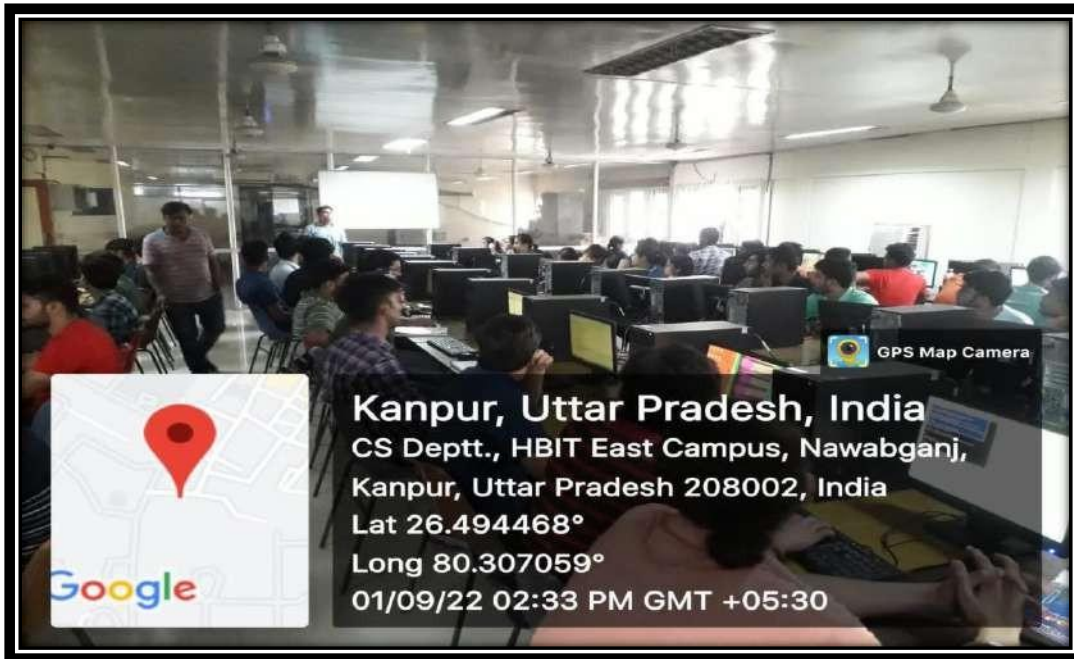 GPS Map Camera
Kanpur, Uttar Pradesh, India
CS Deptt., HBIT East Campus, Nawabganj,
Kanpur, Uttar Pradesh 208002, India
Lat 26.494468°
Long 80.307059°
01/09/22 02:33 PM GMT +05:30
Google